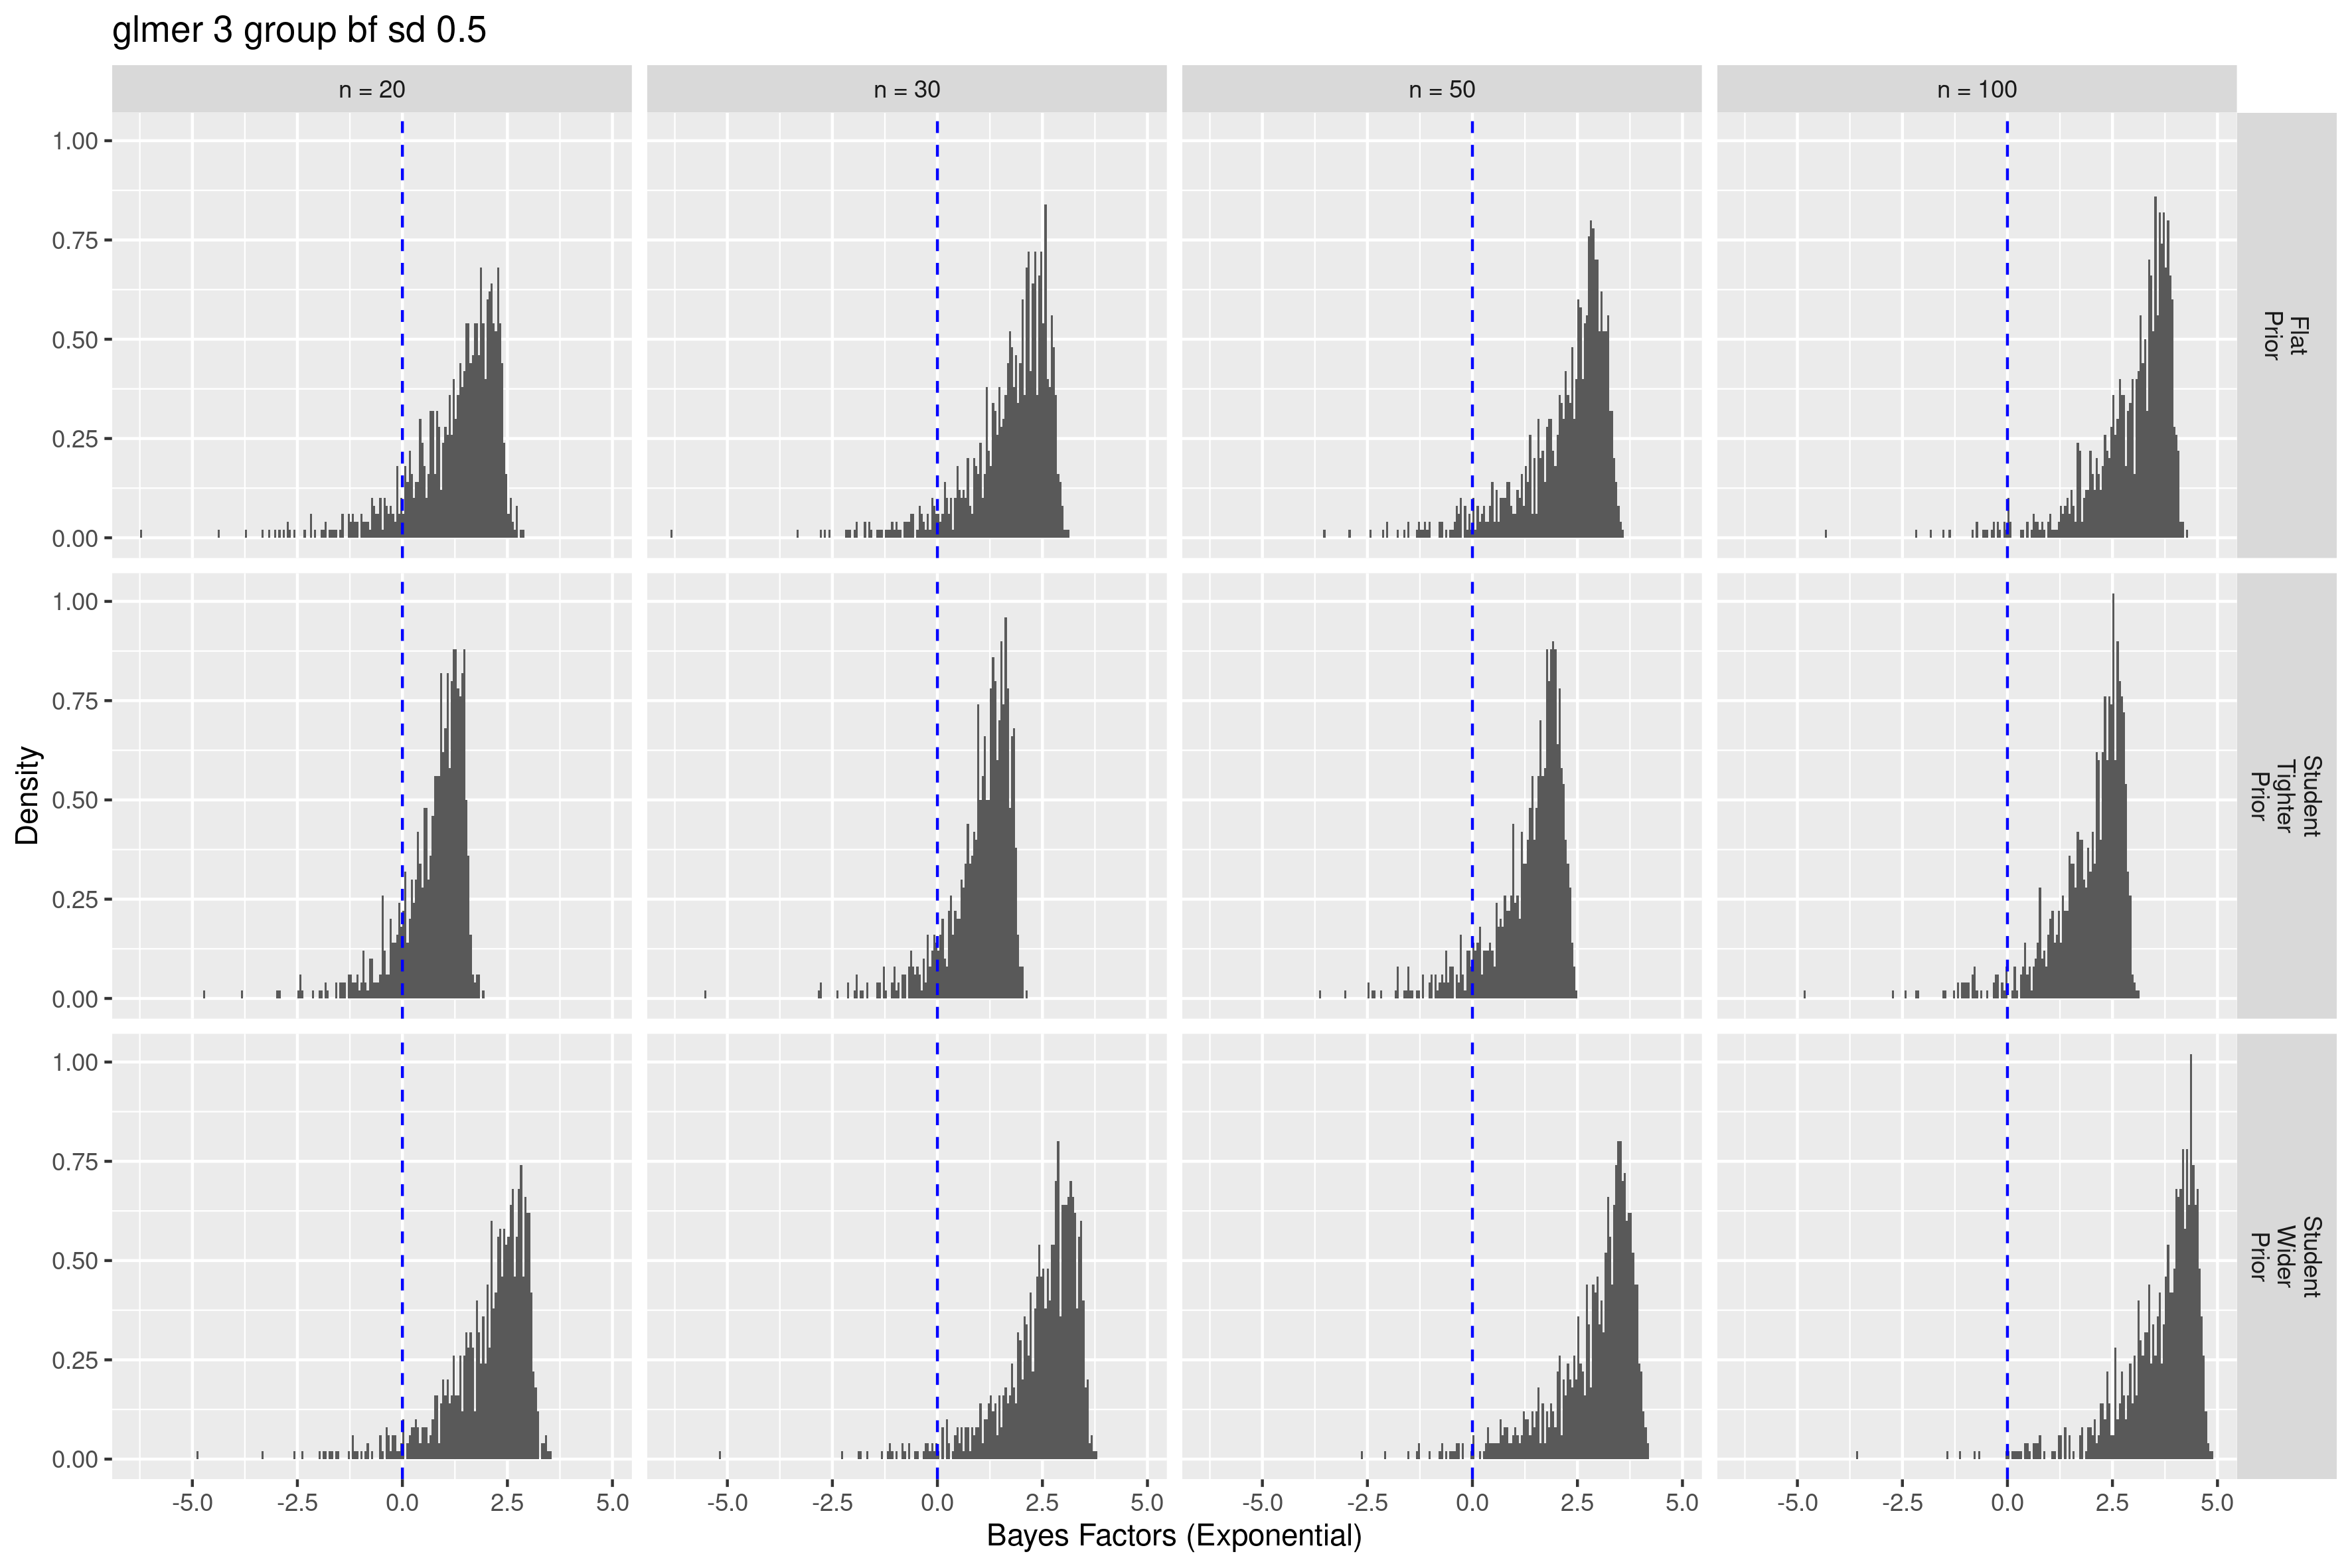 glmer 3 group bf sd 0.5
n = 20
n = 30
n = 50
n = 100
1.00
0.75
0.50
0.25
0.00
Flat
Prior
1.00
0.75
0.50
0.25
0.00
Student
Tighter
Prior
1.00
0.75
0.50
0.25
0.00
Student
Wider
Prior
Density
-5.0 -2.5 0.0 2.5 5.0
-5.0 -2.5 0.0 2.5 5.0
-5.0 -2.5 0.0 2.5 5.0
-5.0 -2.5 0.0 2.5 5.0
Bayes Factors (Exponential)